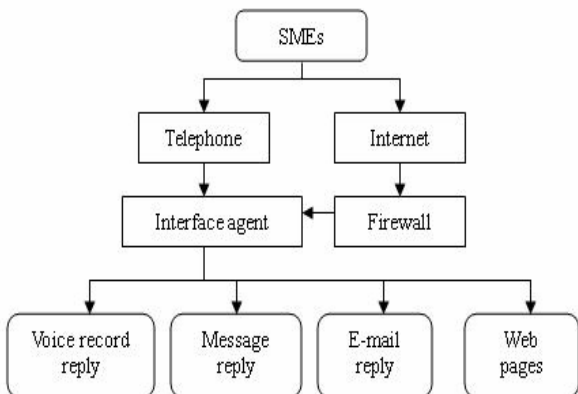 SMEs
Telephone
Internet
Interface agent
Firewall
Voice record
reply
Message
reply
E-mail
reply
Web
pages